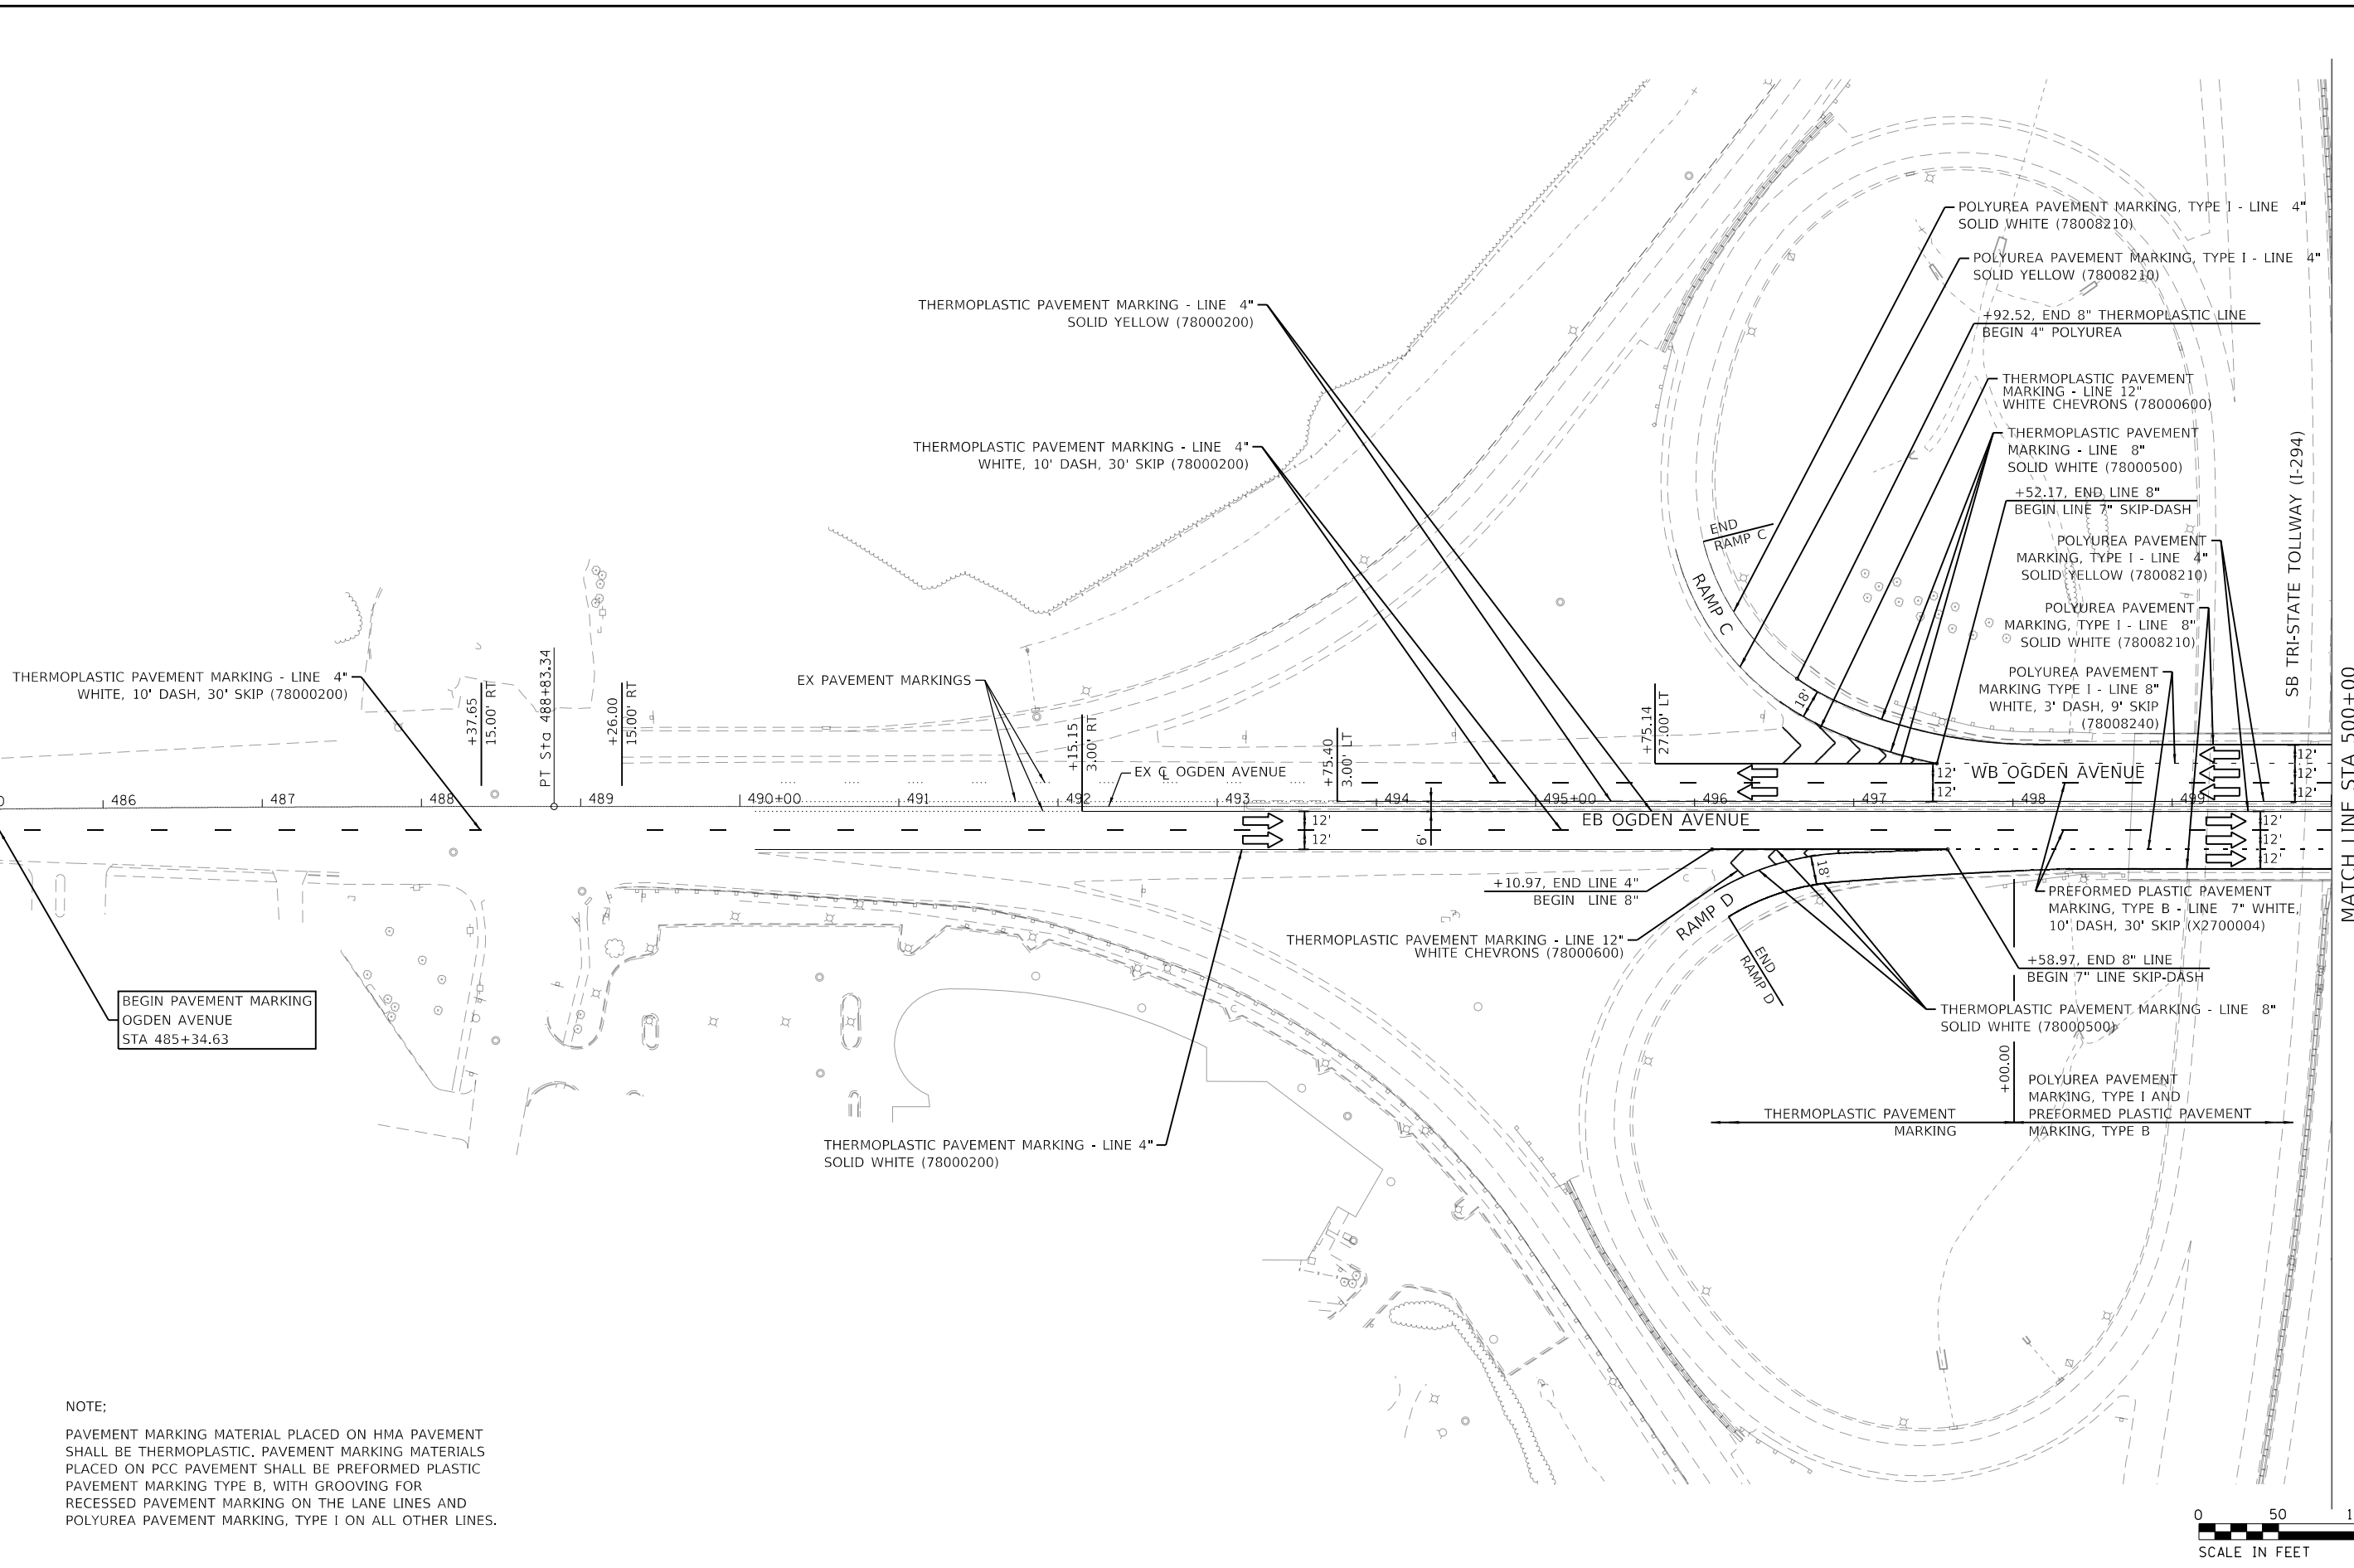 POLYUREA PAVEMENT MARKING, TYPE I - LINE 4"
SOLID WHITE (78008210)
POLYUREA PAVEMENT MARKING, TYPE I - LINE 4"
SOLID YELLOW (78008210)
THERMOPLASTIC PAVEMENT MARKING - LINE 4"
SOLID YELLOW (78000200)
+92.52, END 8" THERMOPLASTIC LINE
BEGIN 4" POLYUREA
THERMOPLASTIC PAVEMENT
MARKING - LINE 12"
WHITE CHEVRONS (78000600)
THERMOPLASTIC PAVEMENT MARKING - LINE 4"
WHITE, 10' DASH, 30' SKIP (78000200)
THERMOPLASTIC PAVEMENT
MARKING - LINE 8"
SOLID WHITE (78000500)
+52.17, END LINE 8"
BEGIN LINE 7" SKIP-DASH
END
RAMP C
RAMP C
POLYUREA PAVEMENT
MARKING, TYPE I - LINE 4"
SOLID YELLOW (78008210)
SB TRI-STATE TOLLWAY (I-294)
POLYUREA PAVEMENT
MARKING, TYPE I - LINE 8"
SOLID WHITE (78008210)
POLYUREA PAVEMENT
MARKING TYPE I - LINE 8"
WHITE, 3' DASH, 9' SKIP
(78008240)
THERMOPLASTIC PAVEMENT MARKING - LINE 4"
WHITE, 10' DASH, 30' SKIP (78000200)
+37.65
15.00' RT
PT Sta 488+83.34
+26.00
15.00' RT
EX PAVEMENT MARKINGS
+15.15
3.00' RT
EX CL OGDEN AVENUE
+75.40
3.00' LT
+75.14
27.00' LT
18'
12'
12'
WB OGDEN AVENUE
12'
12'
12'
0
486
487
488
489
490+00
491
492
493
494
495+00
496
497
498
499
MATCH LINE STA 500+00
EB OGDEN AVENUE
12'
12'
6'
12'
12'
12'
18'
+10.97, END LINE 4"
BEGIN LINE 8"
RAMP D
END
RAMP D
THERMOPLASTIC PAVEMENT MARKING - LINE 12"
WHITE CHEVRONS (78000600)
PREFORMED PLASTIC PAVEMENT
MARKING, TYPE B - LINE 7" WHITE,
10' DASH, 30' SKIP (X2700004)
+58.97, END 8" LINE
BEGIN 7" LINE SKIP-DASH
THERMOPLASTIC PAVEMENT MARKING - LINE 8"
SOLID WHITE (78000500)
BEGIN PAVEMENT MARKING
OGDEN AVENUE
STA 485+34.63
+00.00
THERMOPLASTIC PAVEMENT
MARKING
POLYUREA PAVEMENT
MARKING, TYPE I AND
PREFORMED PLASTIC PAVEMENT
MARKING, TYPE B
THERMOPLASTIC PAVEMENT MARKING - LINE 4"
SOLID WHITE (78000200)
NOTE;
PAVEMENT MARKING MATERIAL PLACED ON HMA PAVEMENT
SHALL BE THERMOPLASTIC. PAVEMENT MARKING MATERIALS
PLACED ON PCC PAVEMENT SHALL BE PREFORMED PLASTIC
PAVEMENT MARKING TYPE B, WITH GROOVING FOR
RECESSED PAVEMENT MARKING ON THE LANE LINES AND
POLYUREA PAVEMENT MARKING, TYPE I ON ALL OTHER LINES.
0 50
SCALE IN FEET